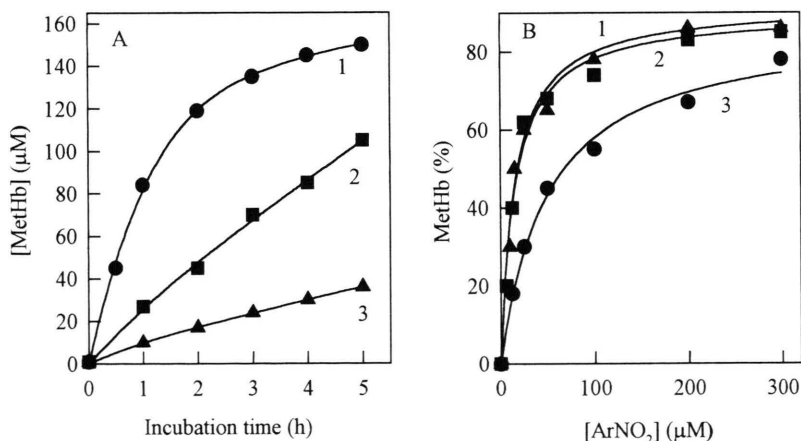 A
160
140
120
100
80
60
40
20
0
[MetHb] (μM)
1
2
3
0 1 2 3 4 5
Incubation time (h)
B
80
60
40
20
0
MetHb (%)
1
2
3
0 100 200 300
[ArNO₂] (μM)